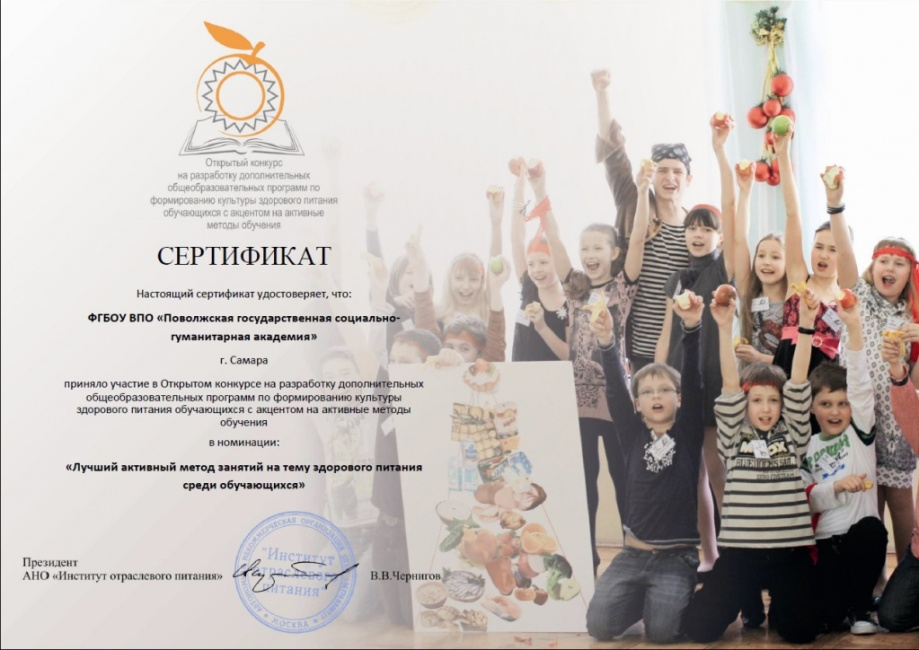 Открытый конкурс
на разработку дополнительных
общеобразовательных программ по
формированию культуры здорового питания
обучающихся с акцентом на активные
методы обучения
СЕРТИФИКАТ
Настоящий сертификат удостоверяет, что:
ФГБОУ ВПО «Поволжская государственная социально-
гуманитарная академия»
г. Самара
приняло участие в Открытом конкурсе на разработку дополнительных
общеобразовательных программ по формированию культуры
здорового питания обучающихся с акцентом на активные методы
обучения
в номинации:
«Лучший активный метод занятий на тему здорового питания
среди обучающихся»
Президент
АНО «Институт отраслевого питания»
В.В.Чернигов
"Институт
отраслевого
питания"
МОСКВА